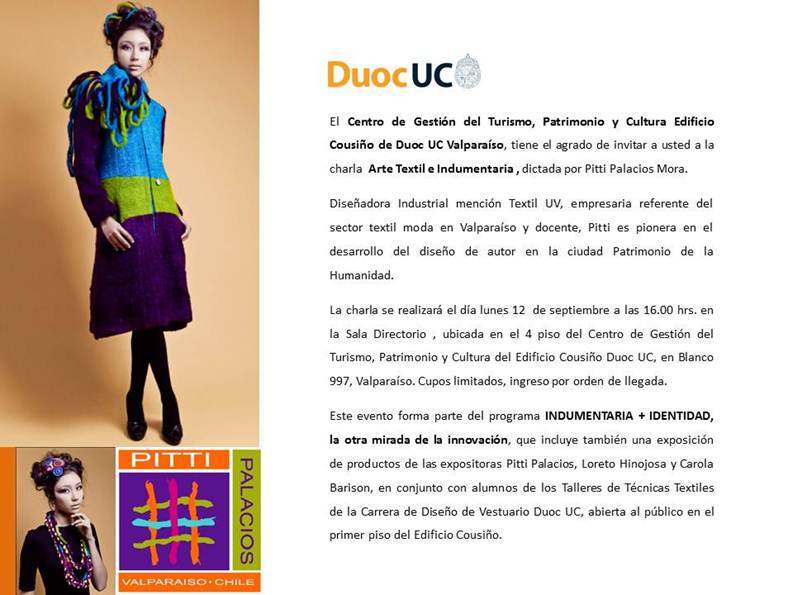 Duoc UC
El Centro de Gestión del Turismo, Patrimonio y Cultura Edificio
Cousiño de Duoc UC Valparaíso, tiene el agrado de invitar a usted a la
charla Arte Textil e Indumentaria , dictada por Pitti Palacios Mora.
Diseñadora Industrial mención Textil UV, empresaria referente del
sector textil moda en Valparaíso y docente, Pitti es pionera en el
desarrollo del diseño de autor en la ciudad Patrimonio de la
Humanidad.
La charla se realizará el día lunes 12 de septiembre a las 16.00 hrs. en
la Sala Directorio , ubicada en el 4 piso del Centro de Gestión del
Turismo, Patrimonio y Cultura del Edificio Cousiño Duoc UC, en Blanco
997, Valparaíso. Cupos limitados, ingreso por orden de llegada.
Este evento forma parte del programa INDUMENTARIA + IDENTIDAD,
la otra mirada de la innovación, que incluye también una exposición
de productos de las expositoras Pitti Palacios, Loreto Hinojosa y Carola
Barison, en conjunto con alumnos de los Talleres de Técnicas Textiles
de la Carrera de Diseño de Vestuario Duoc UC, abierta al público en el
primer piso del Edificio Cousiño.
PITTI
PALACIOS
VALPARAISO • CHILE